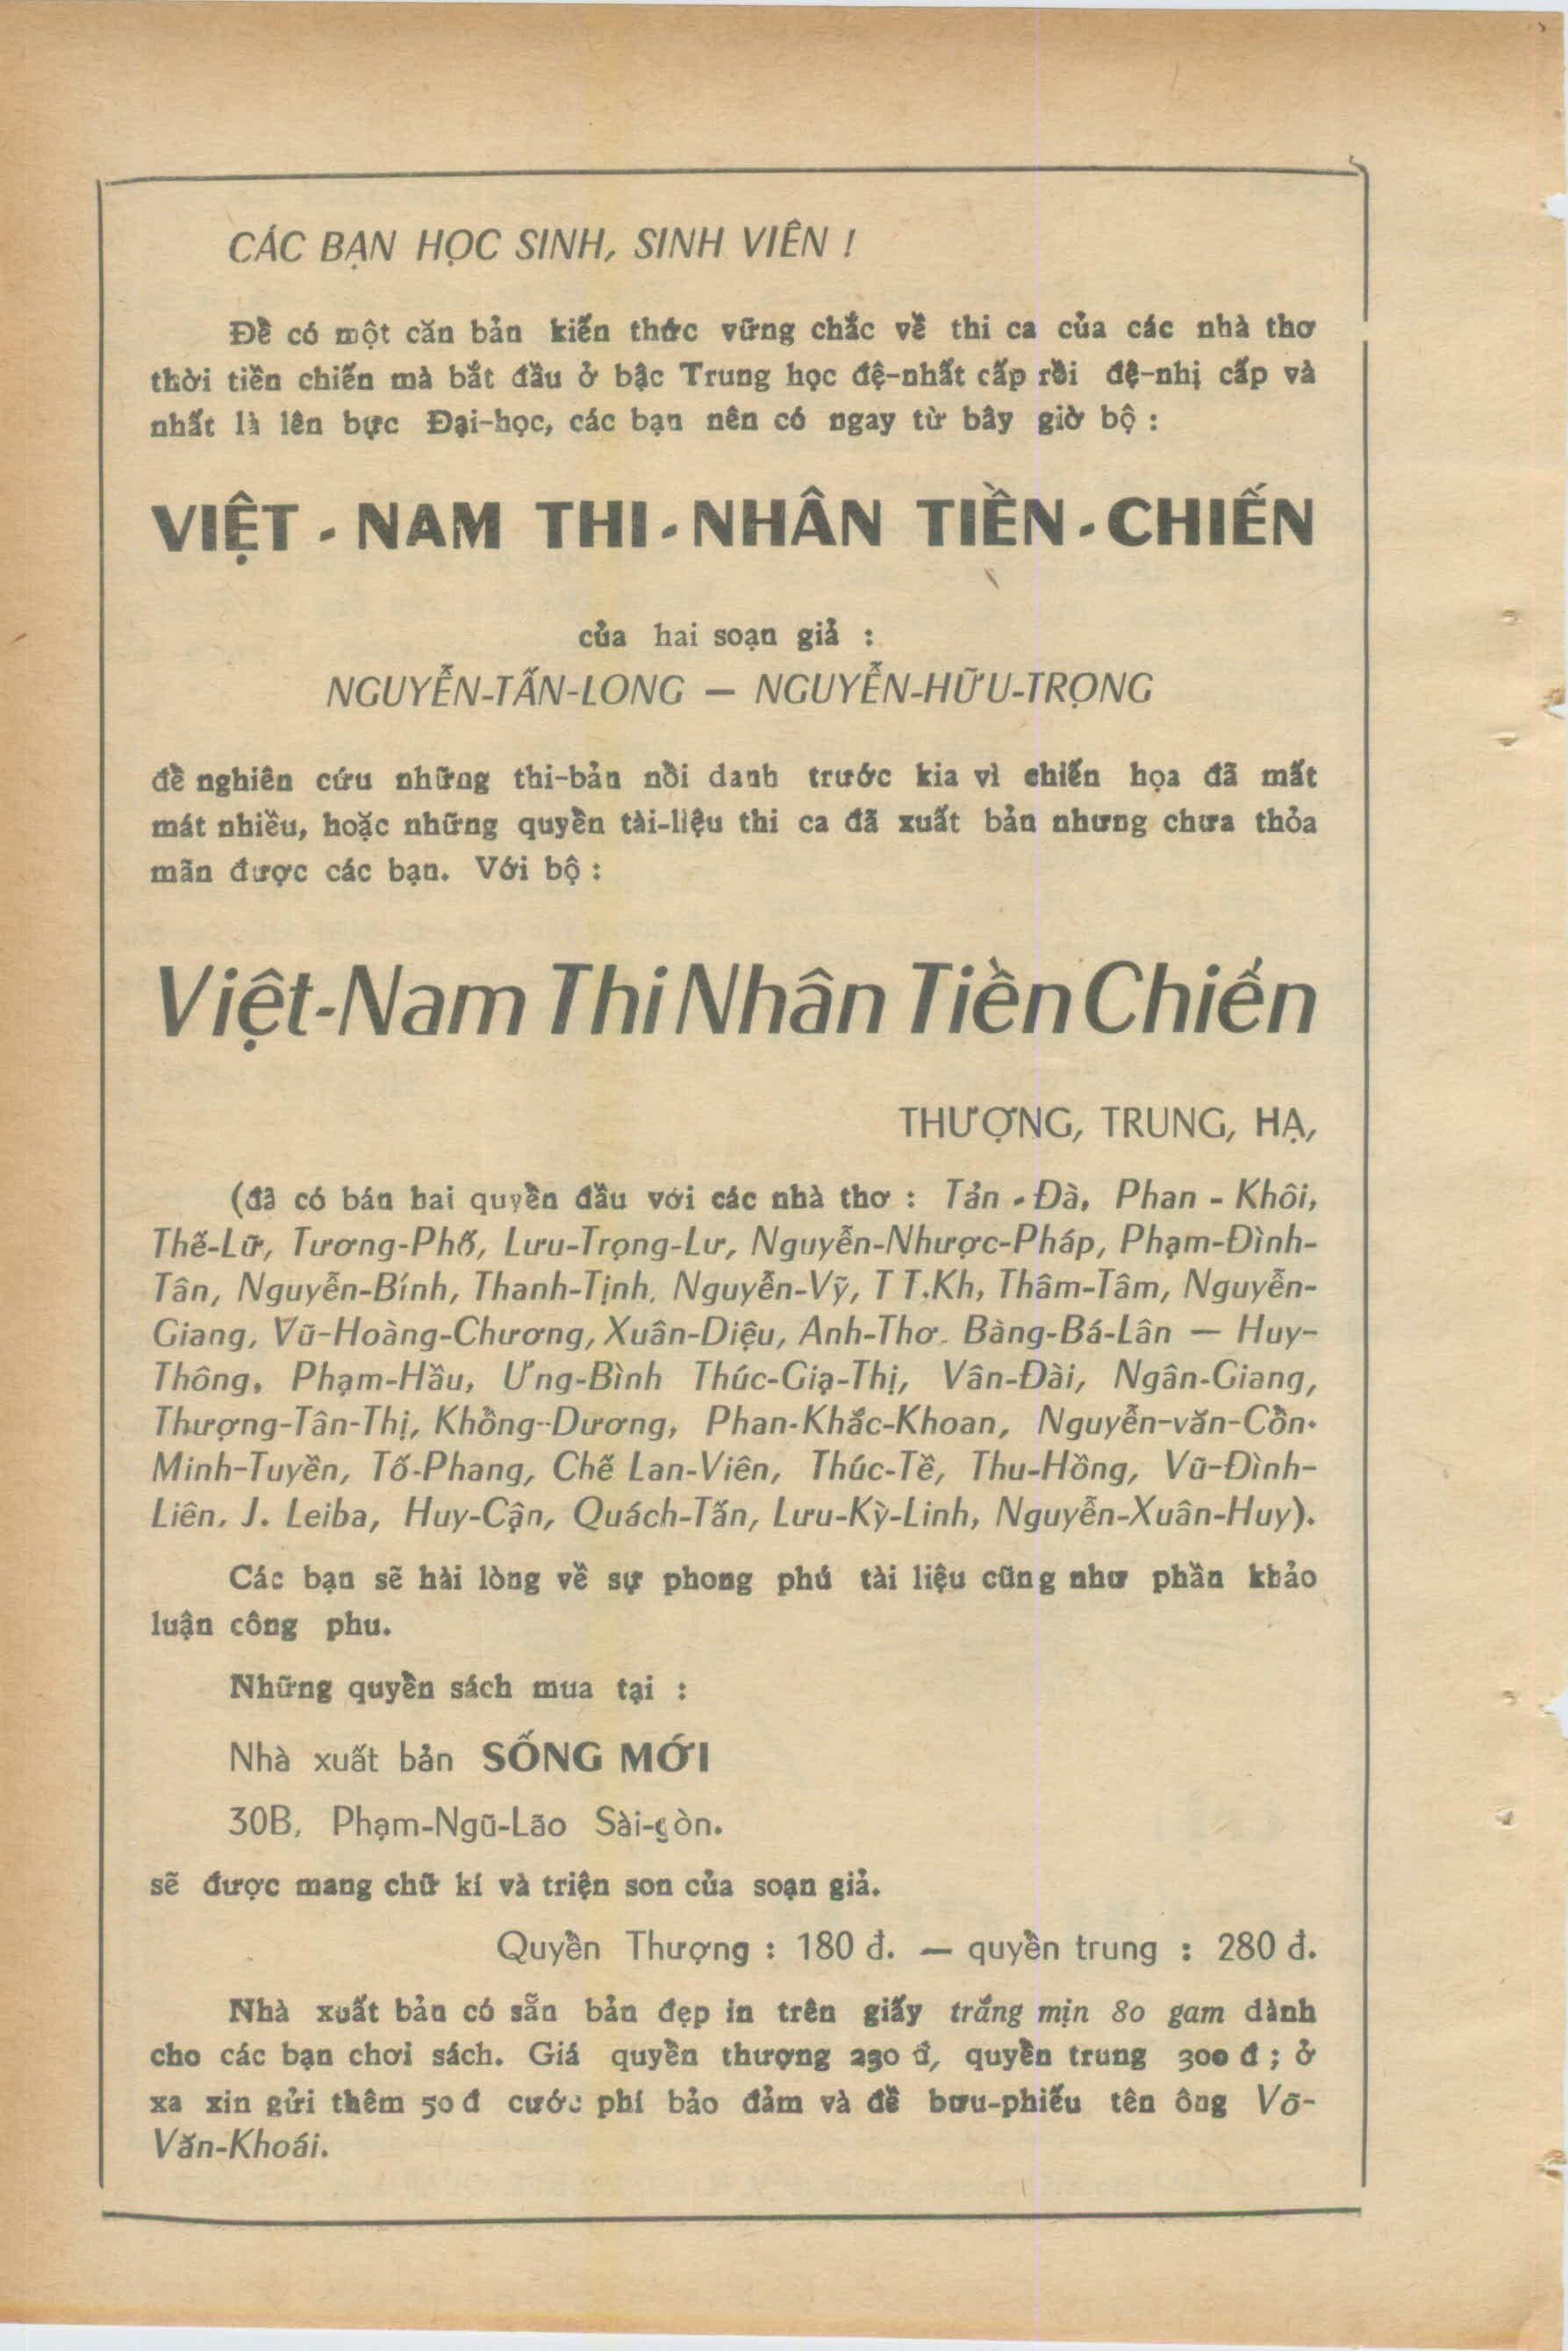 CÁC BẠN HỌC SINH, SINH VIÊN !
Để có một căn bản kiến thức vững chắc về thi ca của các nhà thơ
thời tiền chiến mà bắt đầu ở bậc Trung học đệ-nhất cấp rồi đệ-nhị cấp và
nhất là lên bực Đại-học, các bạn nên có ngay từ bây giờ bộ :
VIỆT - NAM THI - NHÂN TIỀN - CHIẾN
của hai soạn giả :
NGUYỄN-TẤN-LONG — NGUYỄN-HỮU-TRỌNG
để nghiên cứu những thi-bản nổi danh trước kia vì chiến họa đã mất
mát nhiều, hoặc những quyển tài-liệu thi ca đã xuất bản nhưng chưa thỏa
mãn được các bạn. Với bộ :
Việt-Nam Thi Nhân Tiền Chiến
THƯỢNG, TRUNG, HẠ,
(đã có bán hai quyển đầu với các nhà thơ : Tản - Đà, Phan - Khôi,
Thế-Lữ, Tương-Phố, Lưu-Trọng-Lư, Nguyễn-Nhược-Pháp, Phạm-Đình-
Tân, Nguyễn-Bính, Thanh-Tịnh, Nguyễn-Vỹ, T T.Kh, Thâm-Tâm, Nguyễn-
Giang, Vũ-Hoàng-Chương, Xuân-Diệu, Anh-Thơ, Bàng-Bá-Lân — Huy-
Thông, Phạm-Hầu, Ưng-Bình Thúc-Giạ-Thị, Vân-Đài, Ngân-Giang,
Thượng-Tân-Thị, Khổng-Dương, Phan-Khắc-Khoan, Nguyễn-văn-Cổn.
Minh-Tuyền, Tố-Phang, Chế Lan-Viên, Thúc-Tề, Thu-Hồng, Vũ-Đình-
Liên, J. Leiba, Huy-Cận, Quách-Tấn, Lưu-Kỳ-Linh, Nguyễn-Xuân-Huy).
Các bạn sẽ hài lòng về sự phong phú tài liệu cũng như phần khảo
luận công phu.
Những quyển sách mua tại :
Nhà xuất bản SỐNG MỚI
30B, Phạm-Ngũ-Lão Sài-gòn.
sẽ được mang chữ kí và triện son của soạn giả.
Quyển Thượng : 180 đ. — quyển trung : 280 đ.
Nhà xuất bản có sẵn bản đẹp in trên giấy trắng mịn 80 gam dành
cho các bạn chơi sách. Giá quyển thượng 230 đ, quyển trung 300 đ ; ở
xa xin gửi thêm 50 đ cước phí bảo đảm và để bưu-phiếu tên ông Võ-
Văn-Khoái.